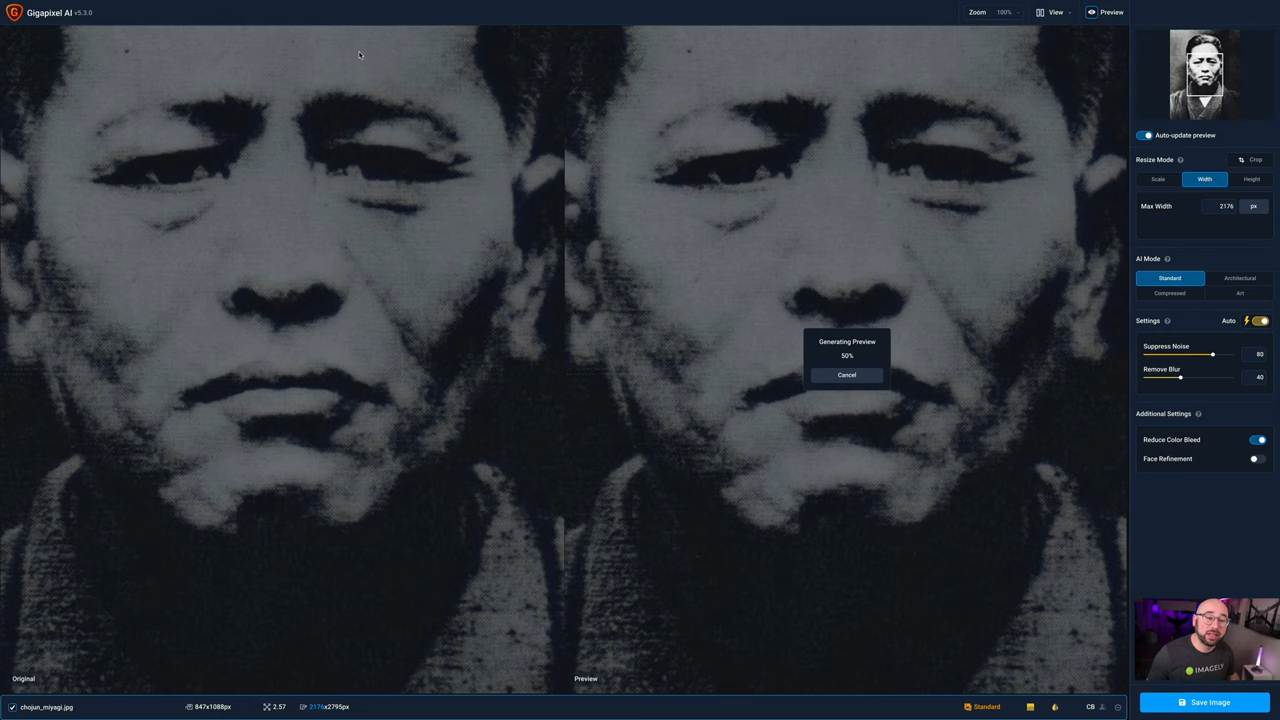 Gigapixel AI v5.3.0
Zoom 100% View Preview
Auto-update preview
Resize Mode Crop
Scale Width Height
Max Width 2176 px
AI Mode
Standard Architectural
Compressed Art
Settings Auto
Suppress Noise
80
Remove Blur
40
Additional Settings
Reduce Color Bleed
Face Refinement
Generating Preview
50%
Cancel
IMAGELY
Original Preview
chojun_miyagi.jpg 847x1088px 2.57 2176x2795px Standard CB
Save Image